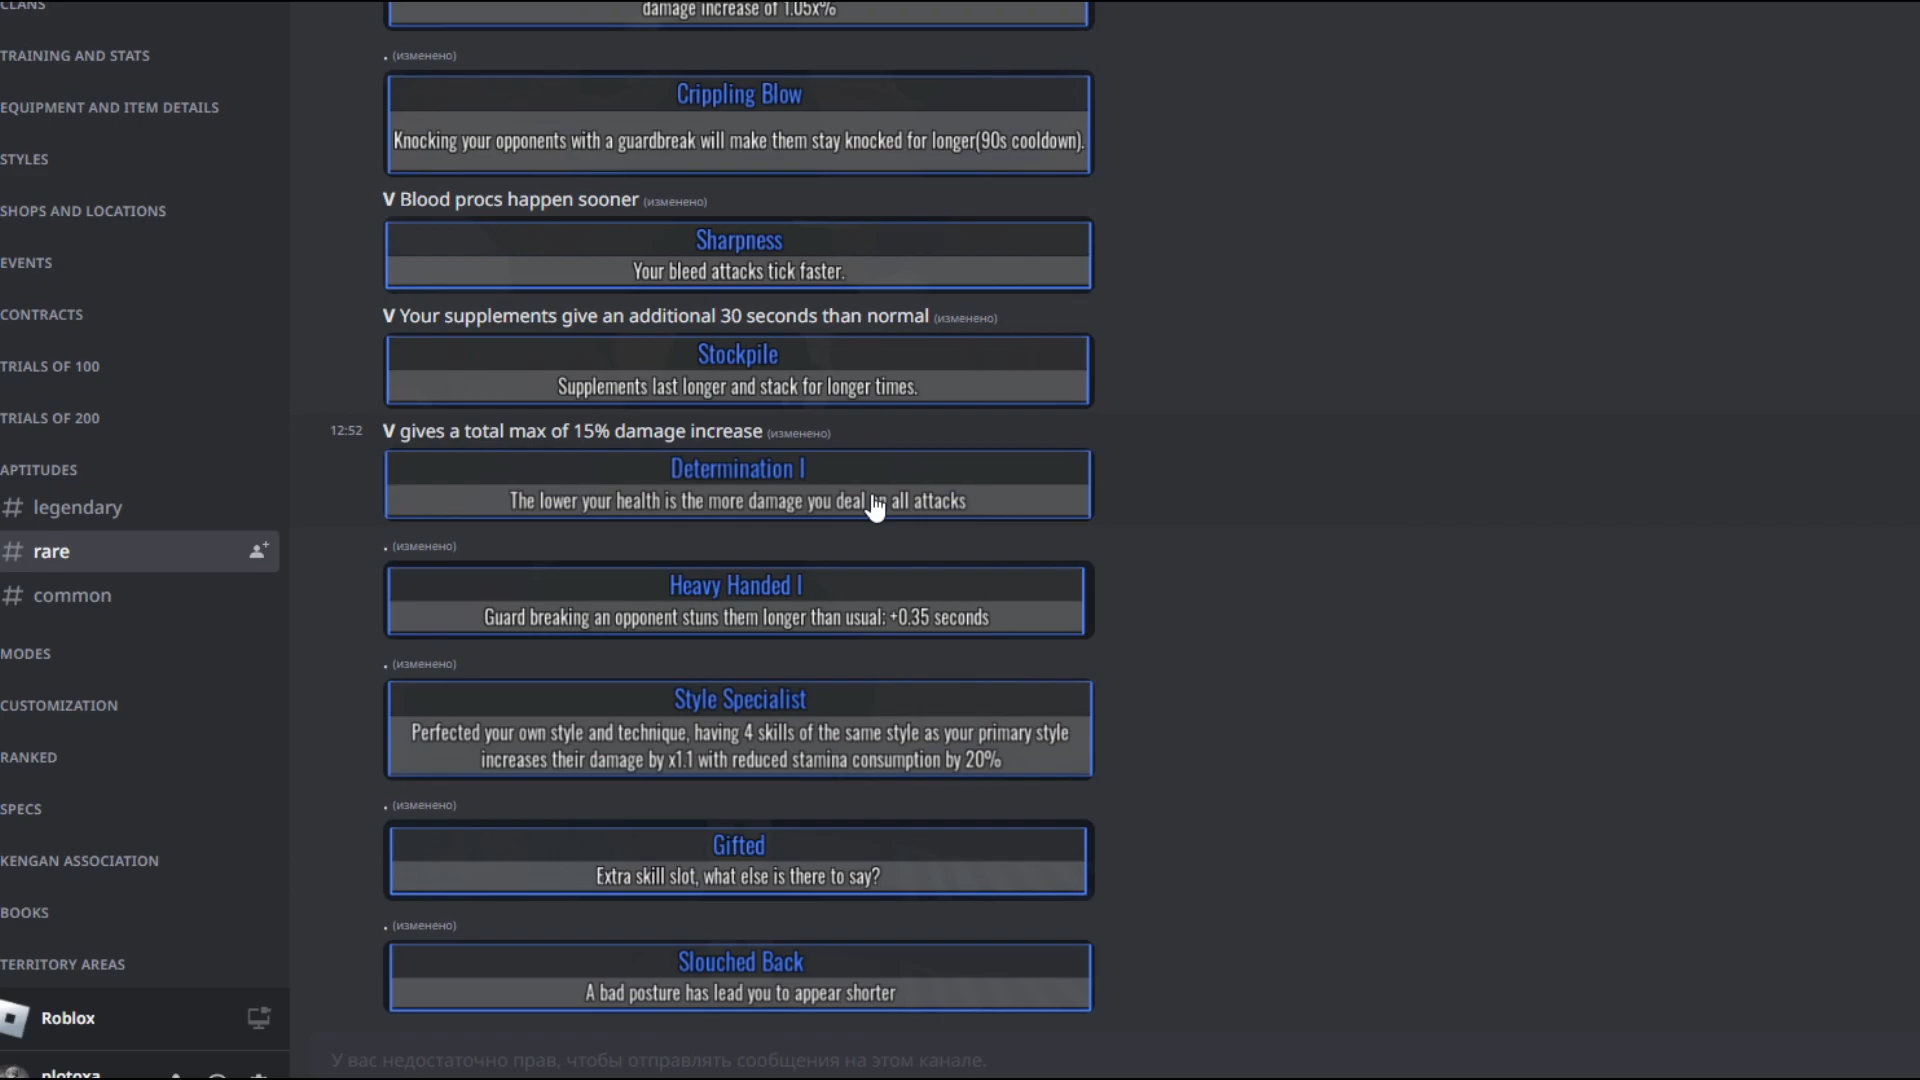 CLANS
TRAINING AND STATS
EQUIPMENT AND ITEM DETAILS
STYLES
SHOPS AND LOCATIONS
EVENTS
CONTRACTS
TRIALS OF 100
TRIALS OF 200
APTITUDES
# legendary
# rare
# common
MODES
CUSTOMIZATION
RANKED
SPECS
KENGAN ASSOCIATION
BOOKS
TERRITORY AREAS
Roblox
plotoxa
damage increase of 1.05x%
. (изменено)
Crippling Blow
Knocking your opponents with a guardbreak will make them stay knocked for longer(90s cooldown).
V Blood procs happen sooner (изменено)
Sharpness
Your bleed attacks tick faster.
V Your supplements give an additional 30 seconds than normal (изменено)
Stockpile
Supplements last longer and stack for longer times.
12:52 V gives a total max of 15% damage increase (изменено)
Determination I
The lower your health is the more damage you deal all attacks
. (изменено)
Heavy Handed I
Guard breaking an opponent stuns them longer than usual: +0.35 seconds
. (изменено)
Style Specialist
Perfected your own style and technique, having 4 skills of the same style as your primary style
increases their damage by x1.1 with reduced stamina consumption by 20%
. (изменено)
Gifted
Extra skill slot, what else is there to say?
. (изменено)
Slouched Back
A bad posture has lead you to appear shorter
У вас недостаточно прав, чтобы отправлять сообщения на этом канале.